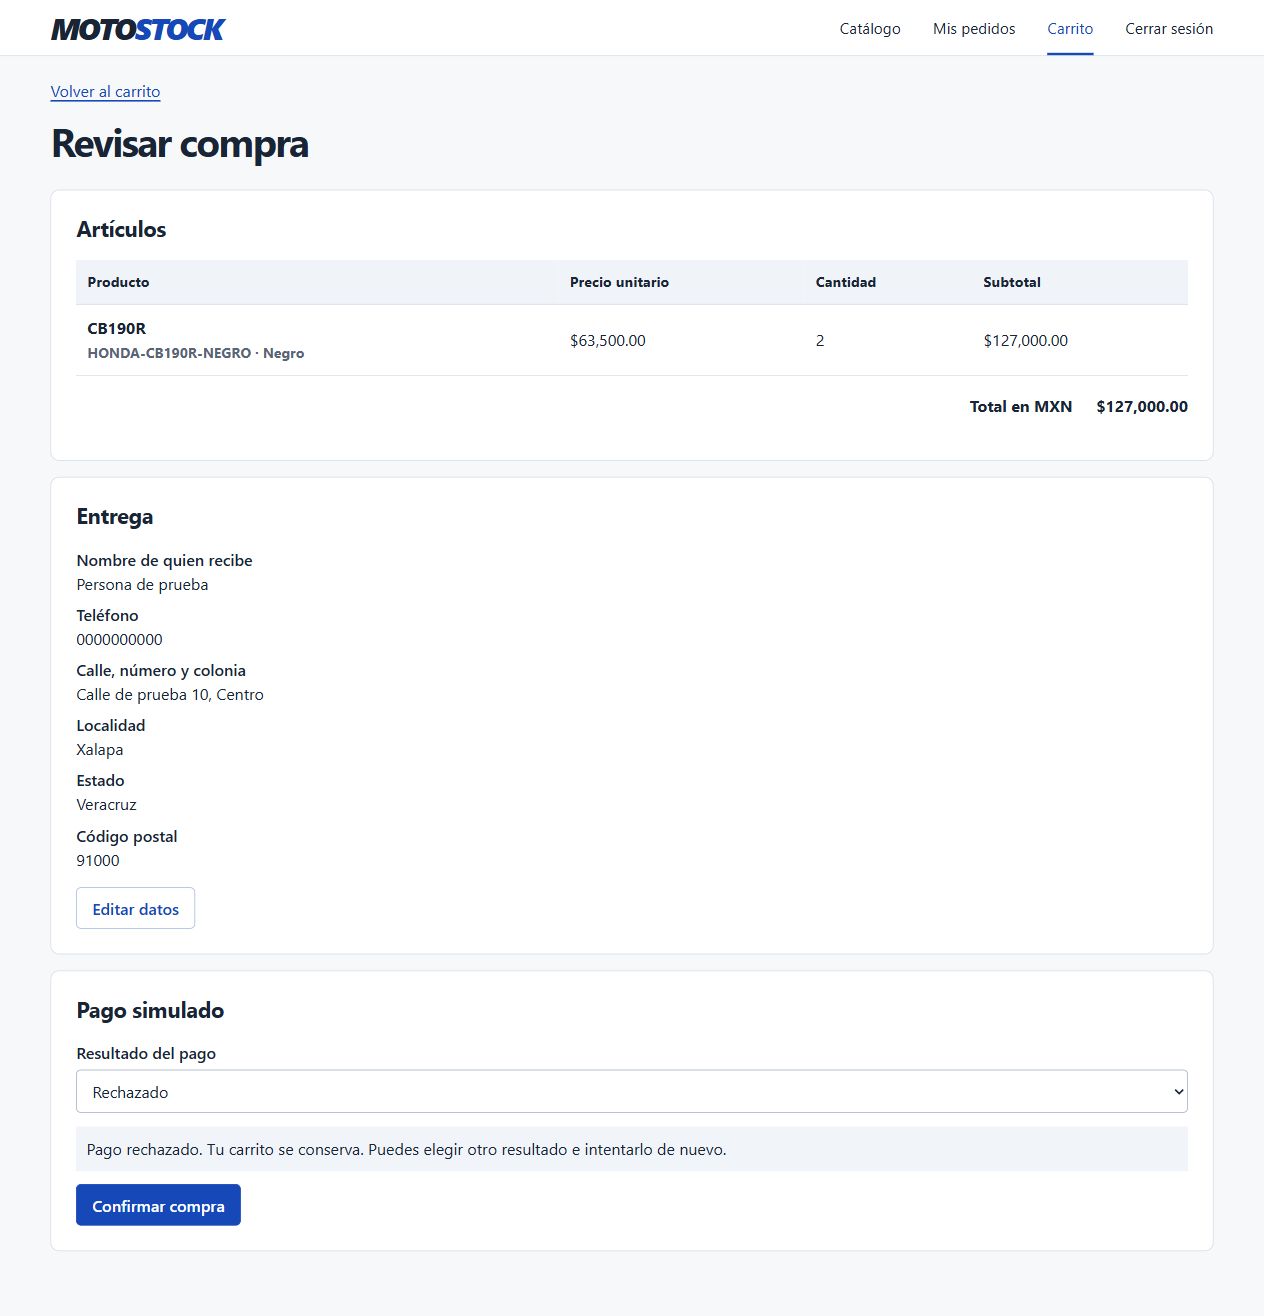 MOTOSTOCK
Catálogo Mis pedidos Carrito Cerrar sesión
Volver al carrito
Revisar compra
Artículos
Producto Precio unitario Cantidad Subtotal
CB190R
HONDA-CB190R-NEGRO · Negro
$63,500.00 2 $127,000.00
Total en MXN $127,000.00
Entrega
Nombre de quien recibe
Persona de prueba
Teléfono
0000000000
Calle, número y colonia
Calle de prueba 10, Centro
Localidad
Xalapa
Estado
Veracruz
Código postal
91000
Editar datos
Pago simulado
Resultado del pago
Rechazado
Pago rechazado. Tu carrito se conserva. Puedes elegir otro resultado e intentarlo de nuevo.
Confirmar compra